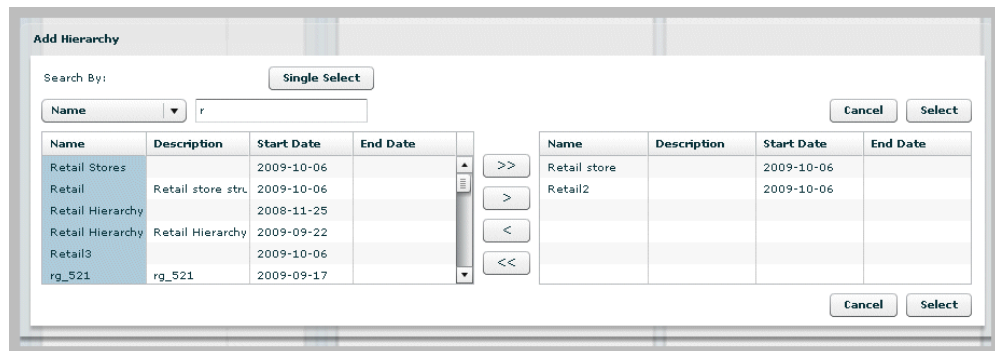 Add Hierarchy
Search By: Single Select
Name r Cancel Select
Name Description Start Date End Date Name Description Start Date End Date
Retail Stores 2009-10-06 >> Retail store 2009-10-06
Retail Retail store stru 2009-10-06 > Retail2 2009-10-06
Retail Hierarchy 2008-11-25
Retail Hierarchy Retail Hierarchy 2009-09-22 <
Retail3 2009-10-06 <<
rg_521 rg_521 2009-09-17
Cancel Select